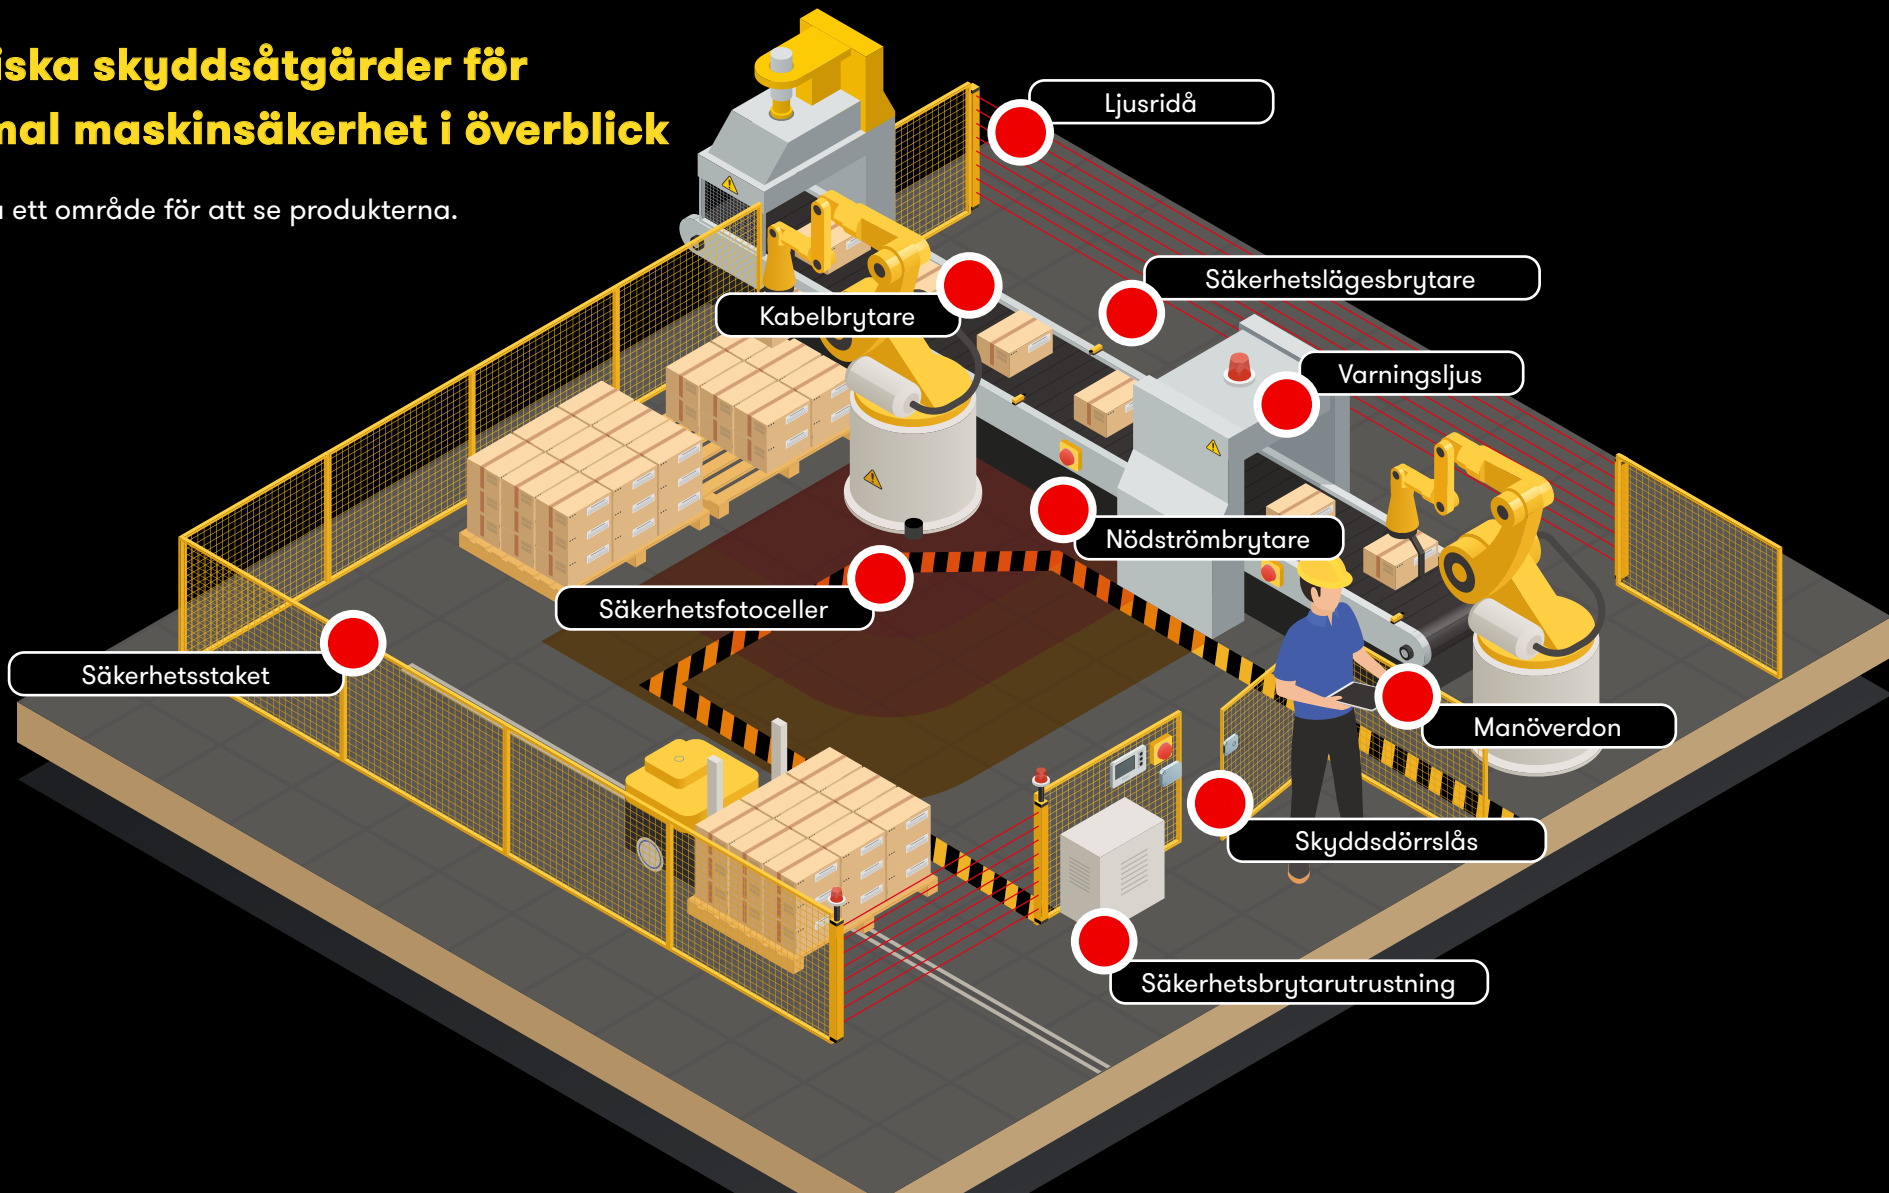 iska skyddsåtgärder för
mal maskinsäkerhet i överblick
ett område för att se produkterna.
Ljusridå
Säkerhetslägesbrytare
Kabelbrytare
Varningsljus
Nödströmbrytare
Säkerhetsfotoceller
Säkerhetsstaket
Manöverdon
Skyddsdörrslås
Säkerhetsbrytarutrustning